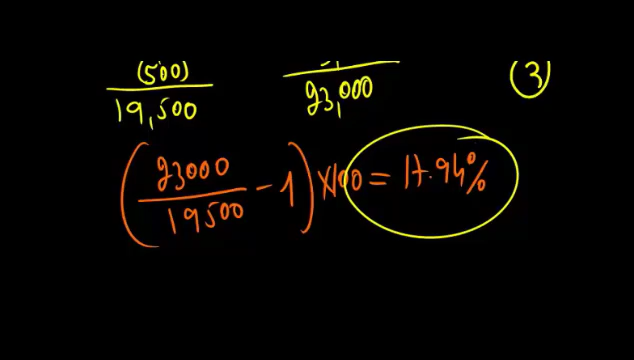 (500)
19,500
23,000
3
(23000/19500 - 1) x100 = 17.94%